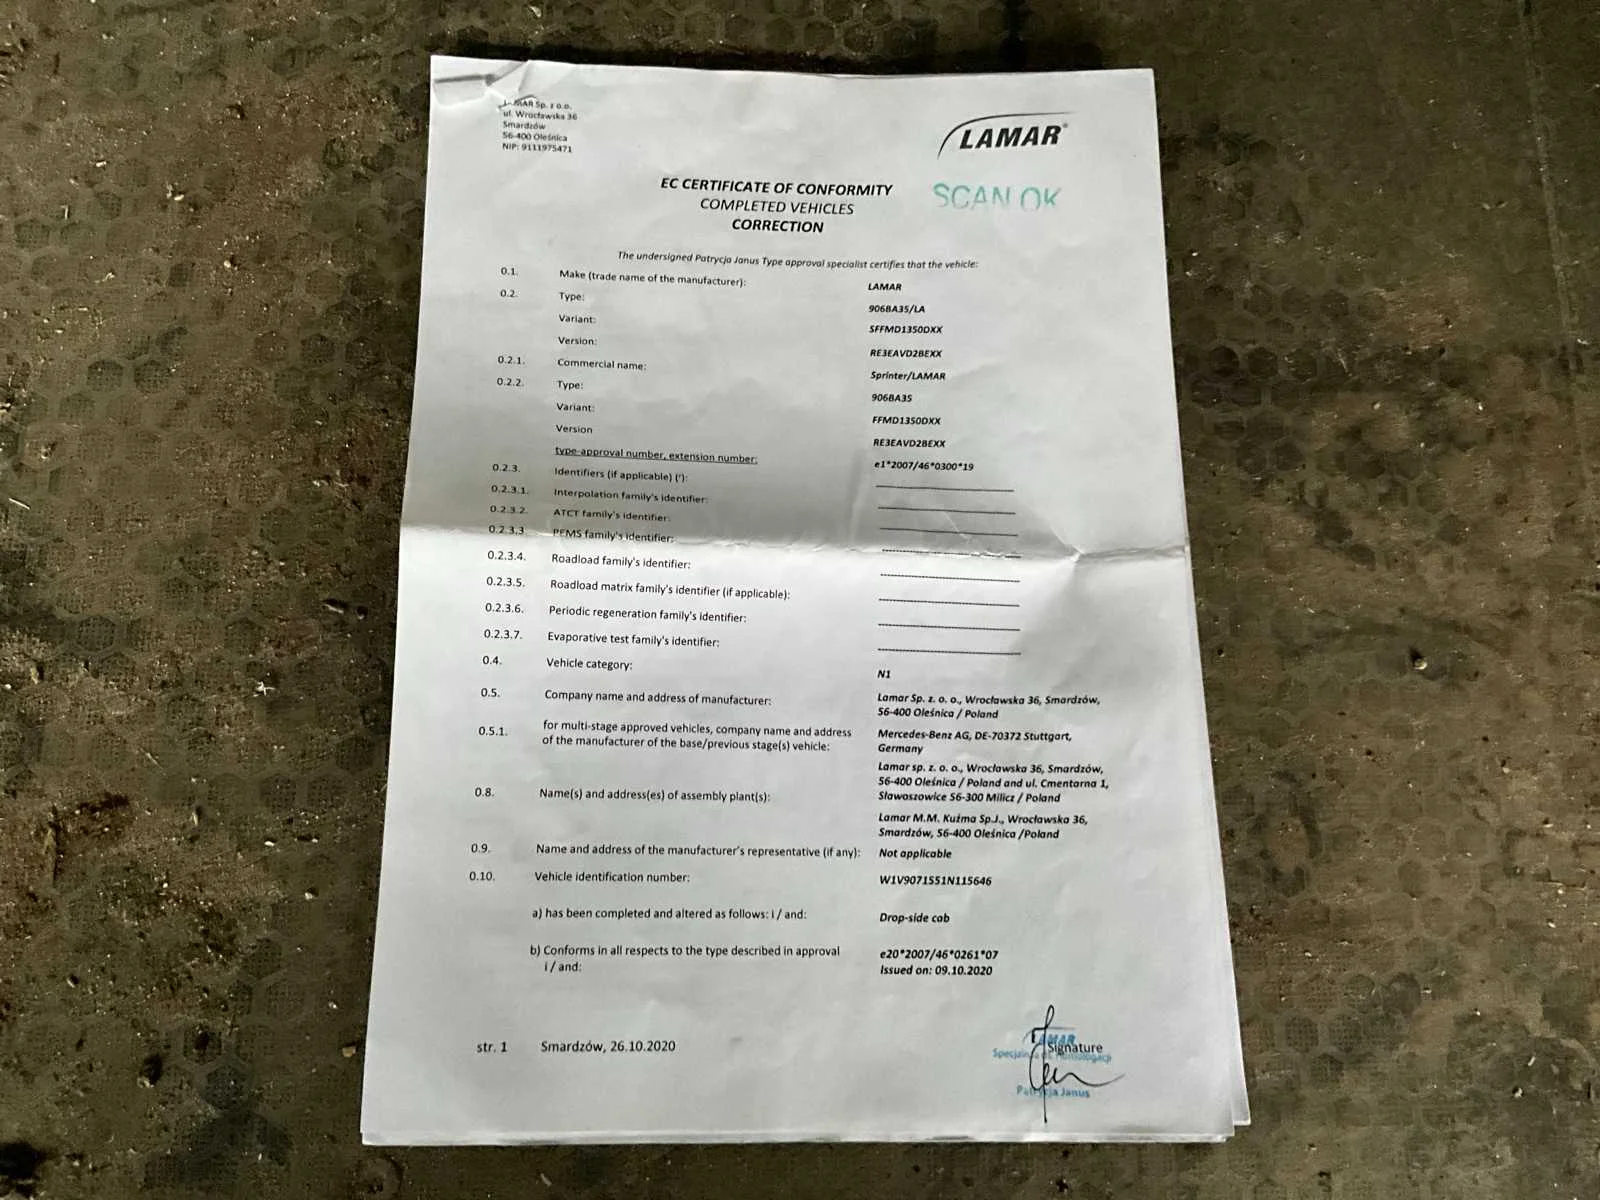 LAMAR Sp. z o.o.
ul. Wrocławska 36
Smardzów
56-400 Oleśnica
NIP: 9111975471
LAMAR®
SCAN OK
EC CERTIFICATE OF CONFORMITY
COMPLETED VEHICLES
CORRECTION
The undersigned Patrycja Janus Type approval specialist certifies that the vehicle:
0.1. Make (trade name of the manufacturer): LAMAR
0.2. Type: 906BA35/LA
Variant: SFFMD1350DXX
Version: RE3EAVD2BEXX
0.2.1. Commercial name: Sprinter/LAMAR
0.2.2. Type: 906BA35
Variant: FFMD1350DXX
Version RE3EAVD2BEXX
type-approval number, extension number: e1*2007/46*0300*19
0.2.3. Identifiers (if applicable) ('):
0.2.3.1. Interpolation family's identifier:
0.2.3.2. ATCT family's identifier:
0.2.3.3. PEMS family's identifier:
0.2.3.4. Roadload family's identifier:
0.2.3.5. Roadload matrix family's identifier (if applicable):
0.2.3.6. Periodic regeneration family's identifier:
0.2.3.7. Evaporative test family's identifier:
0.4. Vehicle category: N1
0.5. Company name and address of manufacturer: Lamar Sp. z. o. o., Wrocławska 36, Smardzów,
56-400 Oleśnica / Poland
0.5.1. for multi-stage approved vehicles, company name and address
of the manufacturer of the base/previous stage(s) vehicle:
Mercedes-Benz AG, DE-70372 Stuttgart,
Germany
0.8. Name(s) and address(es) of assembly plant(s):
Lamar sp. z. o. o., Wrocławska 36, Smardzów,
56-400 Oleśnica / Poland and ul. Cmentarna 1,
Sławoszowice 56-300 Milicz / Poland
Lamar M.M. Kuźma Sp.J., Wrocławska 36,
Smardzów, 56-400 Oleśnica /Poland
0.9. Name and address of the manufacturer's representative (if any): Not applicable
0.10. Vehicle identification number: W1V9071551N115646
a) has been completed and altered as follows: i / and: Drop-side cab
b) Conforms in all respects to the type described in approval
i / and:
e20*2007/46*0261*07
Issued on: 09.10.2020
str. 1 Smardzów, 26.10.2020
LAMAR
Signature
Patrycja Janus